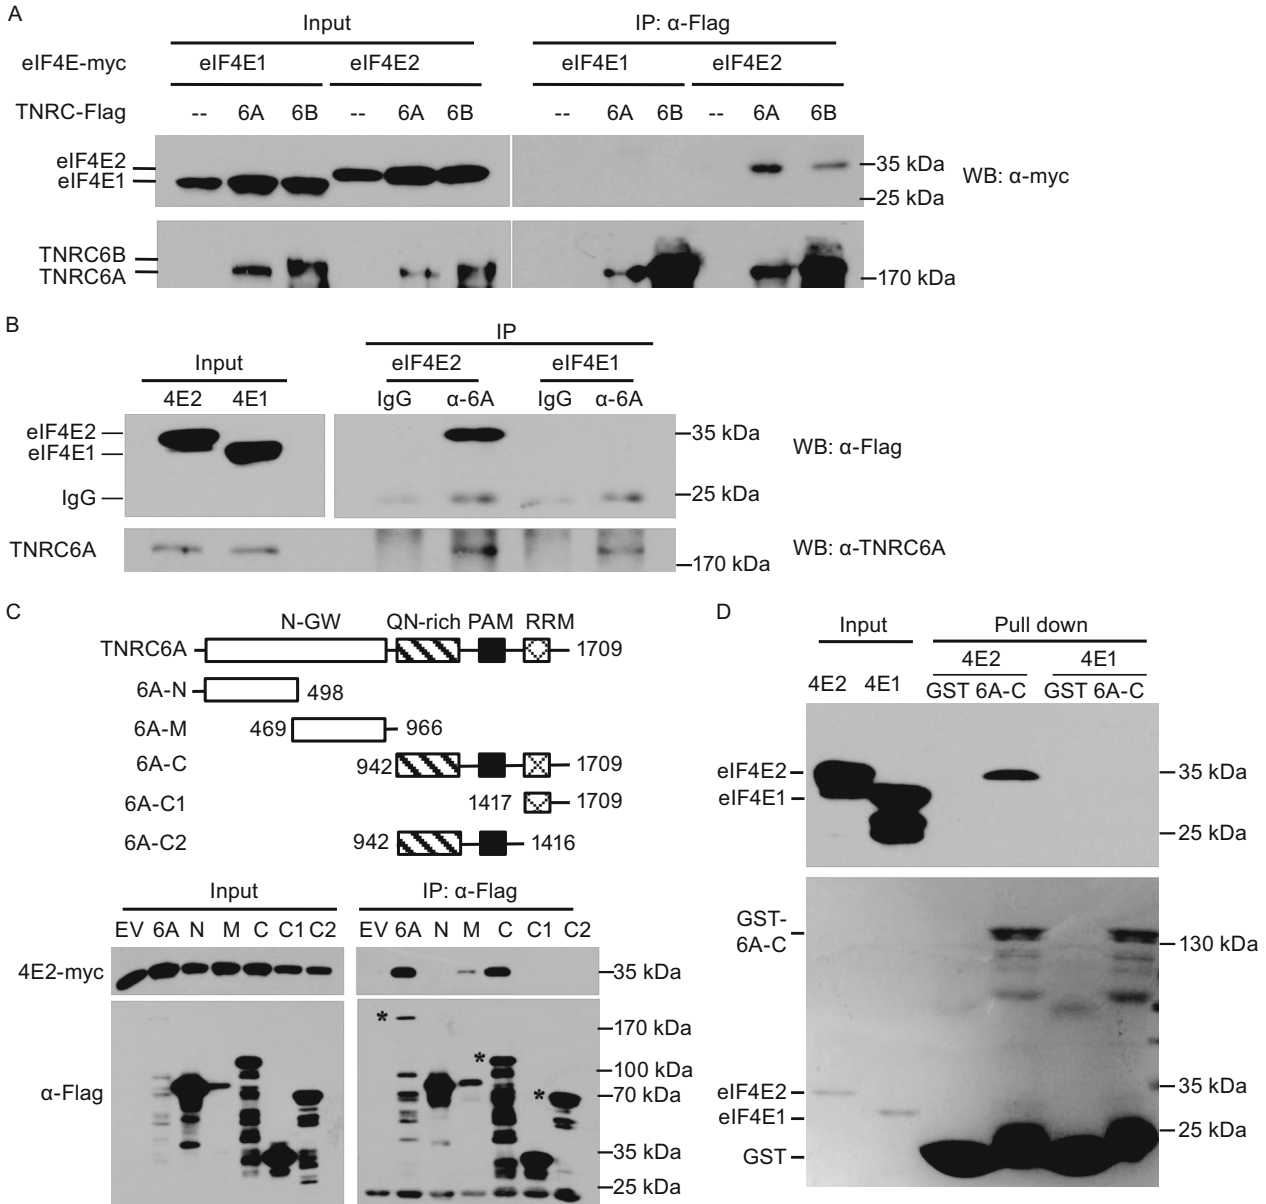 A
Input IP: α-Flag
eIF4E-myc eIF4E1 eIF4E2 eIF4E1 eIF4E2
TNRC-Flag -- 6A 6B -- 6A 6B -- 6A 6B -- 6A 6B
eIF4E2
eIF4E1
35 kDa
25 kDa
WB: α-myc
TNRC6B
TNRC6A
170 kDa
B
IP
Input eIF4E2 eIF4E1
4E2 4E1 IgG α-6A IgG α-6A
eIF4E2
eIF4E1
IgG
35 kDa
25 kDa
WB: α-Flag
TNRC6A
170 kDa
WB: α-TNRC6A
C
N-GW QN-rich PAM RRM
TNRC6A 1709
6A-N 498
6A-M 469 966
6A-C 942 1709
6A-C1 1417 1709
6A-C2 942 1416
Input IP: α-Flag
EV 6A N M C C1 C2 EV 6A N M C C1 C2
4E2-myc 35 kDa
* 170 kDa
* 100 kDa
α-Flag * 70 kDa
35 kDa
25 kDa
D
Input Pull down
4E2 4E1
4E2 4E1 GST 6A-C GST 6A-C
eIF4E2
eIF4E1
35 kDa
25 kDa
GST-
6A-C
130 kDa
eIF4E2
eIF4E1
GST
35 kDa
25 kDa